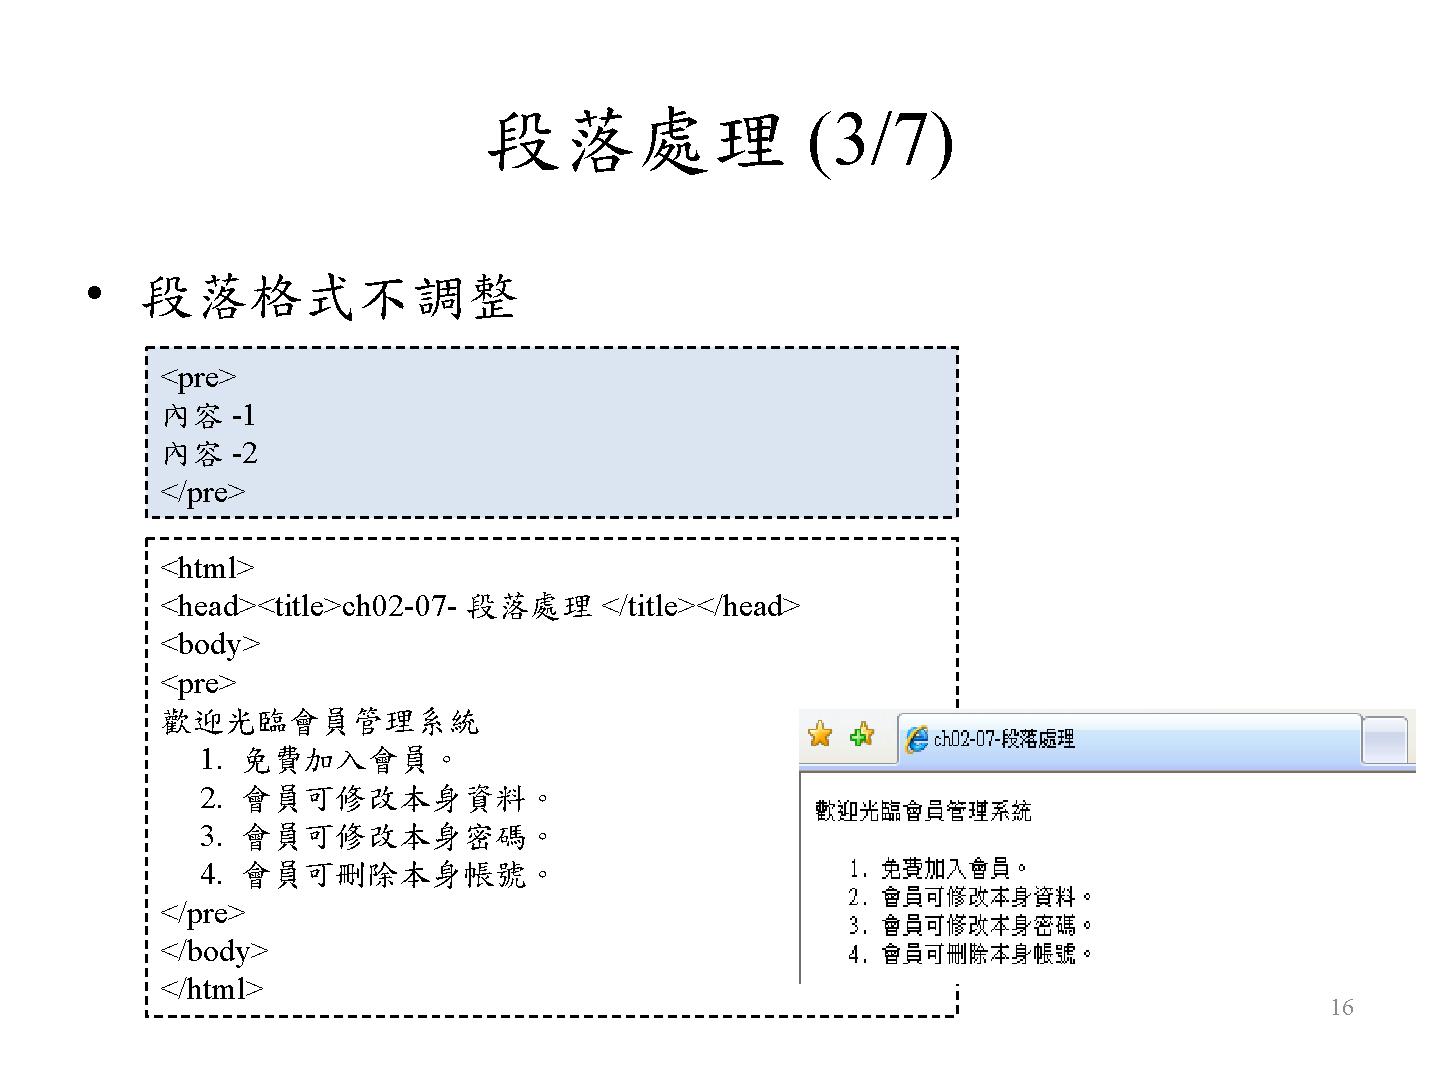 段落處理 (3/7)
• 段落格式不調整
<pre>
內容 -1
內容 -2
</pre>
<html>
<head><title>ch02-07- 段落處理 </title></head>
<body>
<pre>
歡迎光臨會員管理系統
1. 免費加入會員。
2. 會員可修改本身資料。
3. 會員可修改本身密碼。
4. 會員可刪除本身帳號。
</pre>
</body>
</html>
ch02-07-段落處理
歡迎光臨會員管理系統
1. 免費加入會員。
2. 會員可修改本身資料。
3. 會員可修改本身密碼。
4. 會員可刪除本身帳號。
16